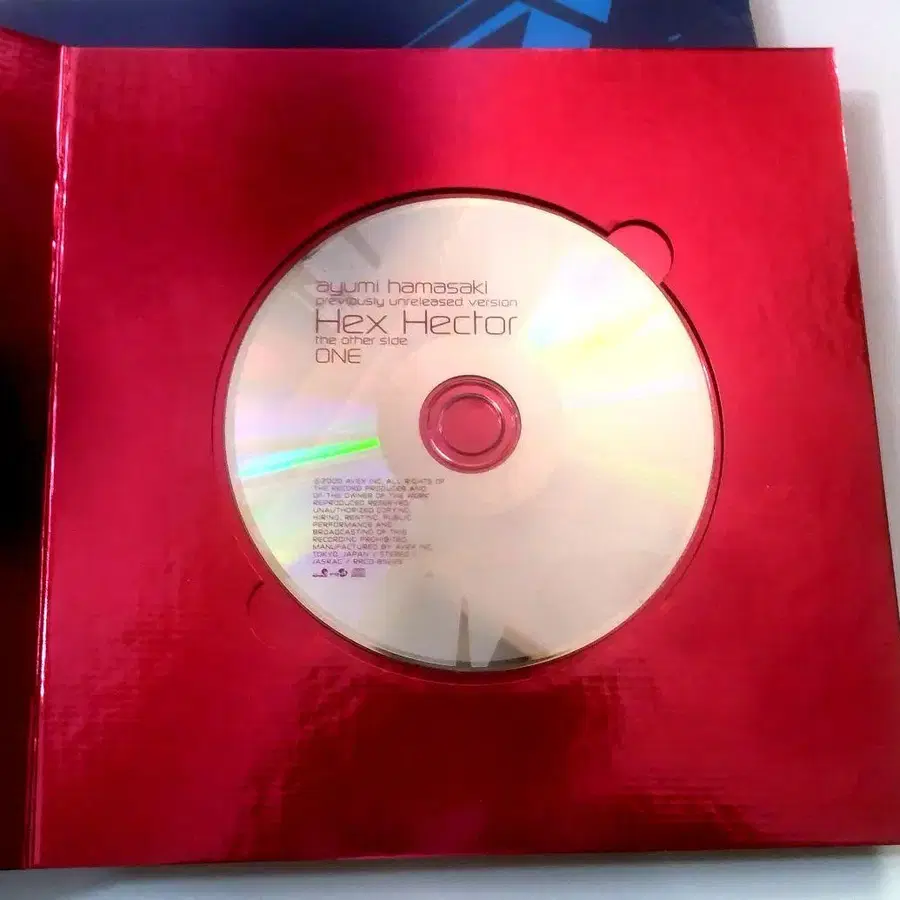 ayumi hamasaki
previously unreleased version
Hex Hector
the other side
ONE
2000 AVEX INC. ALL RIGHTS OF
THE RECORD PRODUCER AND
OF THE OWNER OF THE WORK
REPRODUCED RESERVED.
UNAUTHORIZED COPYING,
HIRING, RENTING, PUBLIC
PERFORMANCE AND
BROADCASTING OF THIS
RECORDING PROHIBITED.
MANUFACTURED BY AVEX INC.
TOKYO, JAPAN / STEREO /
JASRAC /